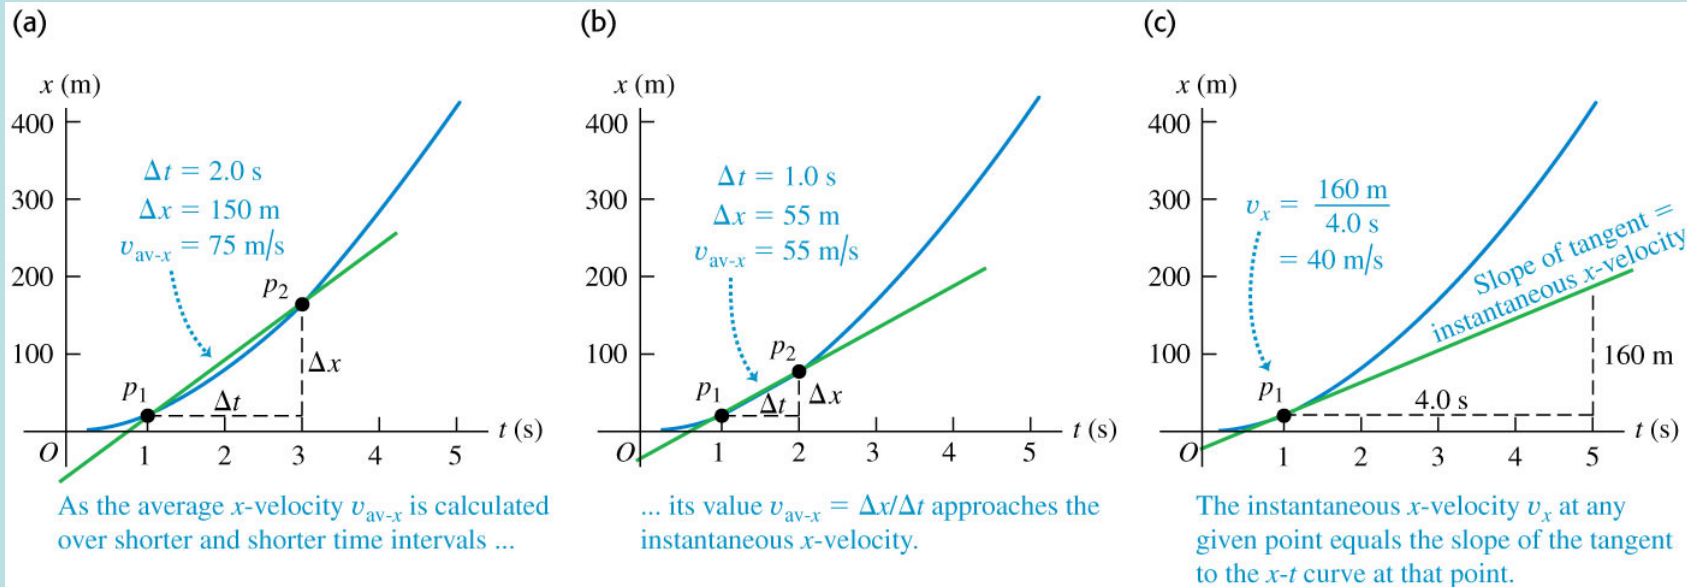 (a)
x (m)
400
300
200
100
O
1 2 3 4 5
t (s)
Δt = 2.0 s
Δx = 150 m
vav-x = 75 m/s
p2
p1
Δt
Δx
As the average x-velocity vav-x is calculated
over shorter and shorter time intervals ...
(b)
x (m)
400
300
200
100
O
1 2 3 4 5
t (s)
Δt = 1.0 s
Δx = 55 m
vav-x = 55 m/s
p2
p1
Δt
Δx
... its value vav-x = Δx/Δt approaches the
instantaneous x-velocity.
(c)
x (m)
400
300
200
100
O
1 2 3 4 5
t (s)
vx = 160 m
4.0 s
= 40 m/s
Slope of tangent =
instantaneous x-velocity
p1
4.0 s
160 m
The instantaneous x-velocity vx at any
given point equals the slope of the tangent
to the x-t curve at that point.